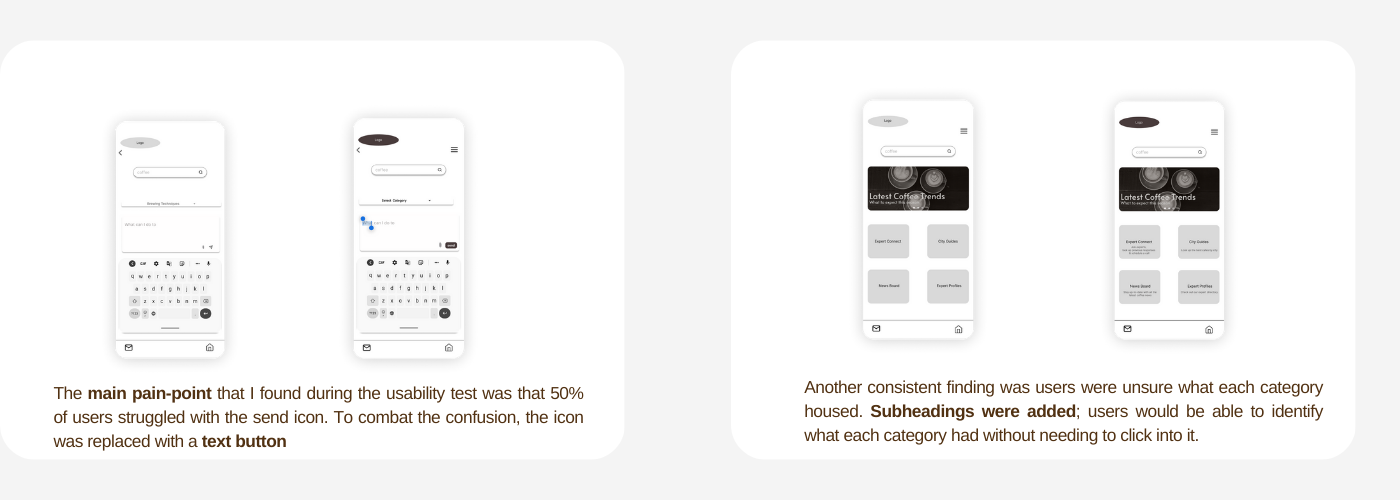 Logo
coffee
Brewing Techniques
What can I do to
GIF
q w e r t y u i o p
a s d f g h j k l
z x c v b n m
?123
Logo
coffee
Select Category
can I do to
send
GIF
q w e r t y u i o p
a s d f g h j k l
z x c v b n m
?123
The main pain-point that I found during the usability test was that 50%
of users struggled with the send icon. To combat the confusion, the icon
was replaced with a text button
Logo
coffee
Latest Coffee Trends
What to expect this
Expert Connect
City Guides
News Board
Expert Profiles
Logo
coffee
Latest Coffee Trends
What to expect this
Expert Connect
City Guides
News Board
Expert Profiles
Another consistent finding was users were unsure what each category
housed. Subheadings were added; users would be able to identify
what each category had without needing to click into it.